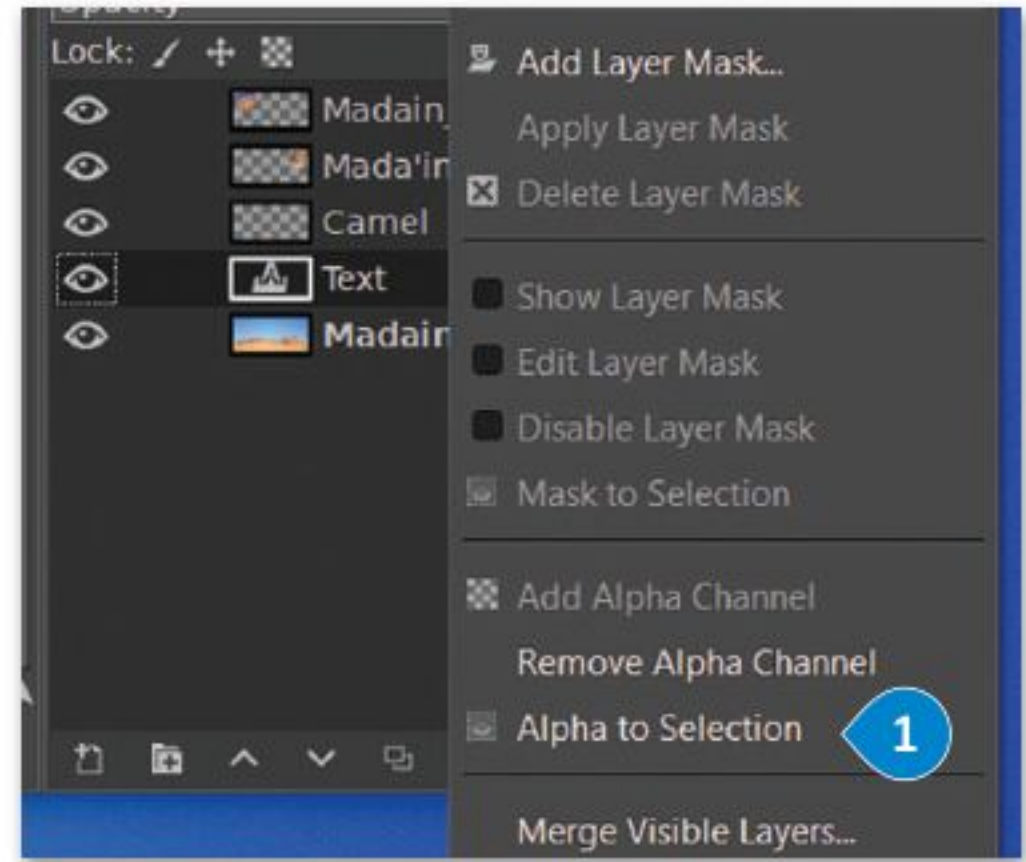 Opacity
Lock:
Madain_
Mada'in
Camel
Text
Madain
Add Layer Mask...
Apply Layer Mask
Delete Layer Mask
Show Layer Mask
Edit Layer Mask
Disable Layer Mask
Mask to Selection
Add Alpha Channel
Remove Alpha Channel
Alpha to Selection
1
Merge Visible Layers...